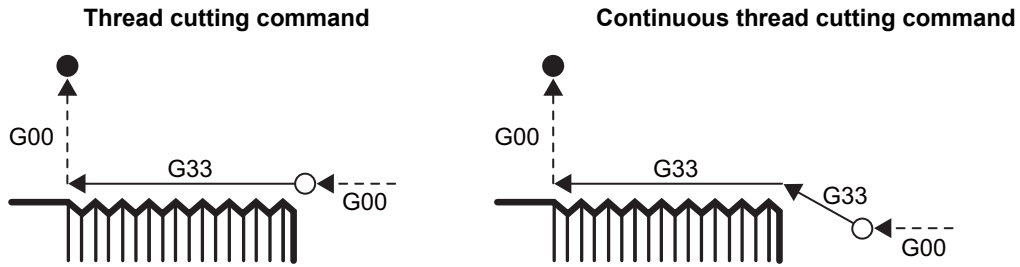 Thread cutting command
Continuous thread cutting command
G00
G33
G00
G00
G33
G33
G00